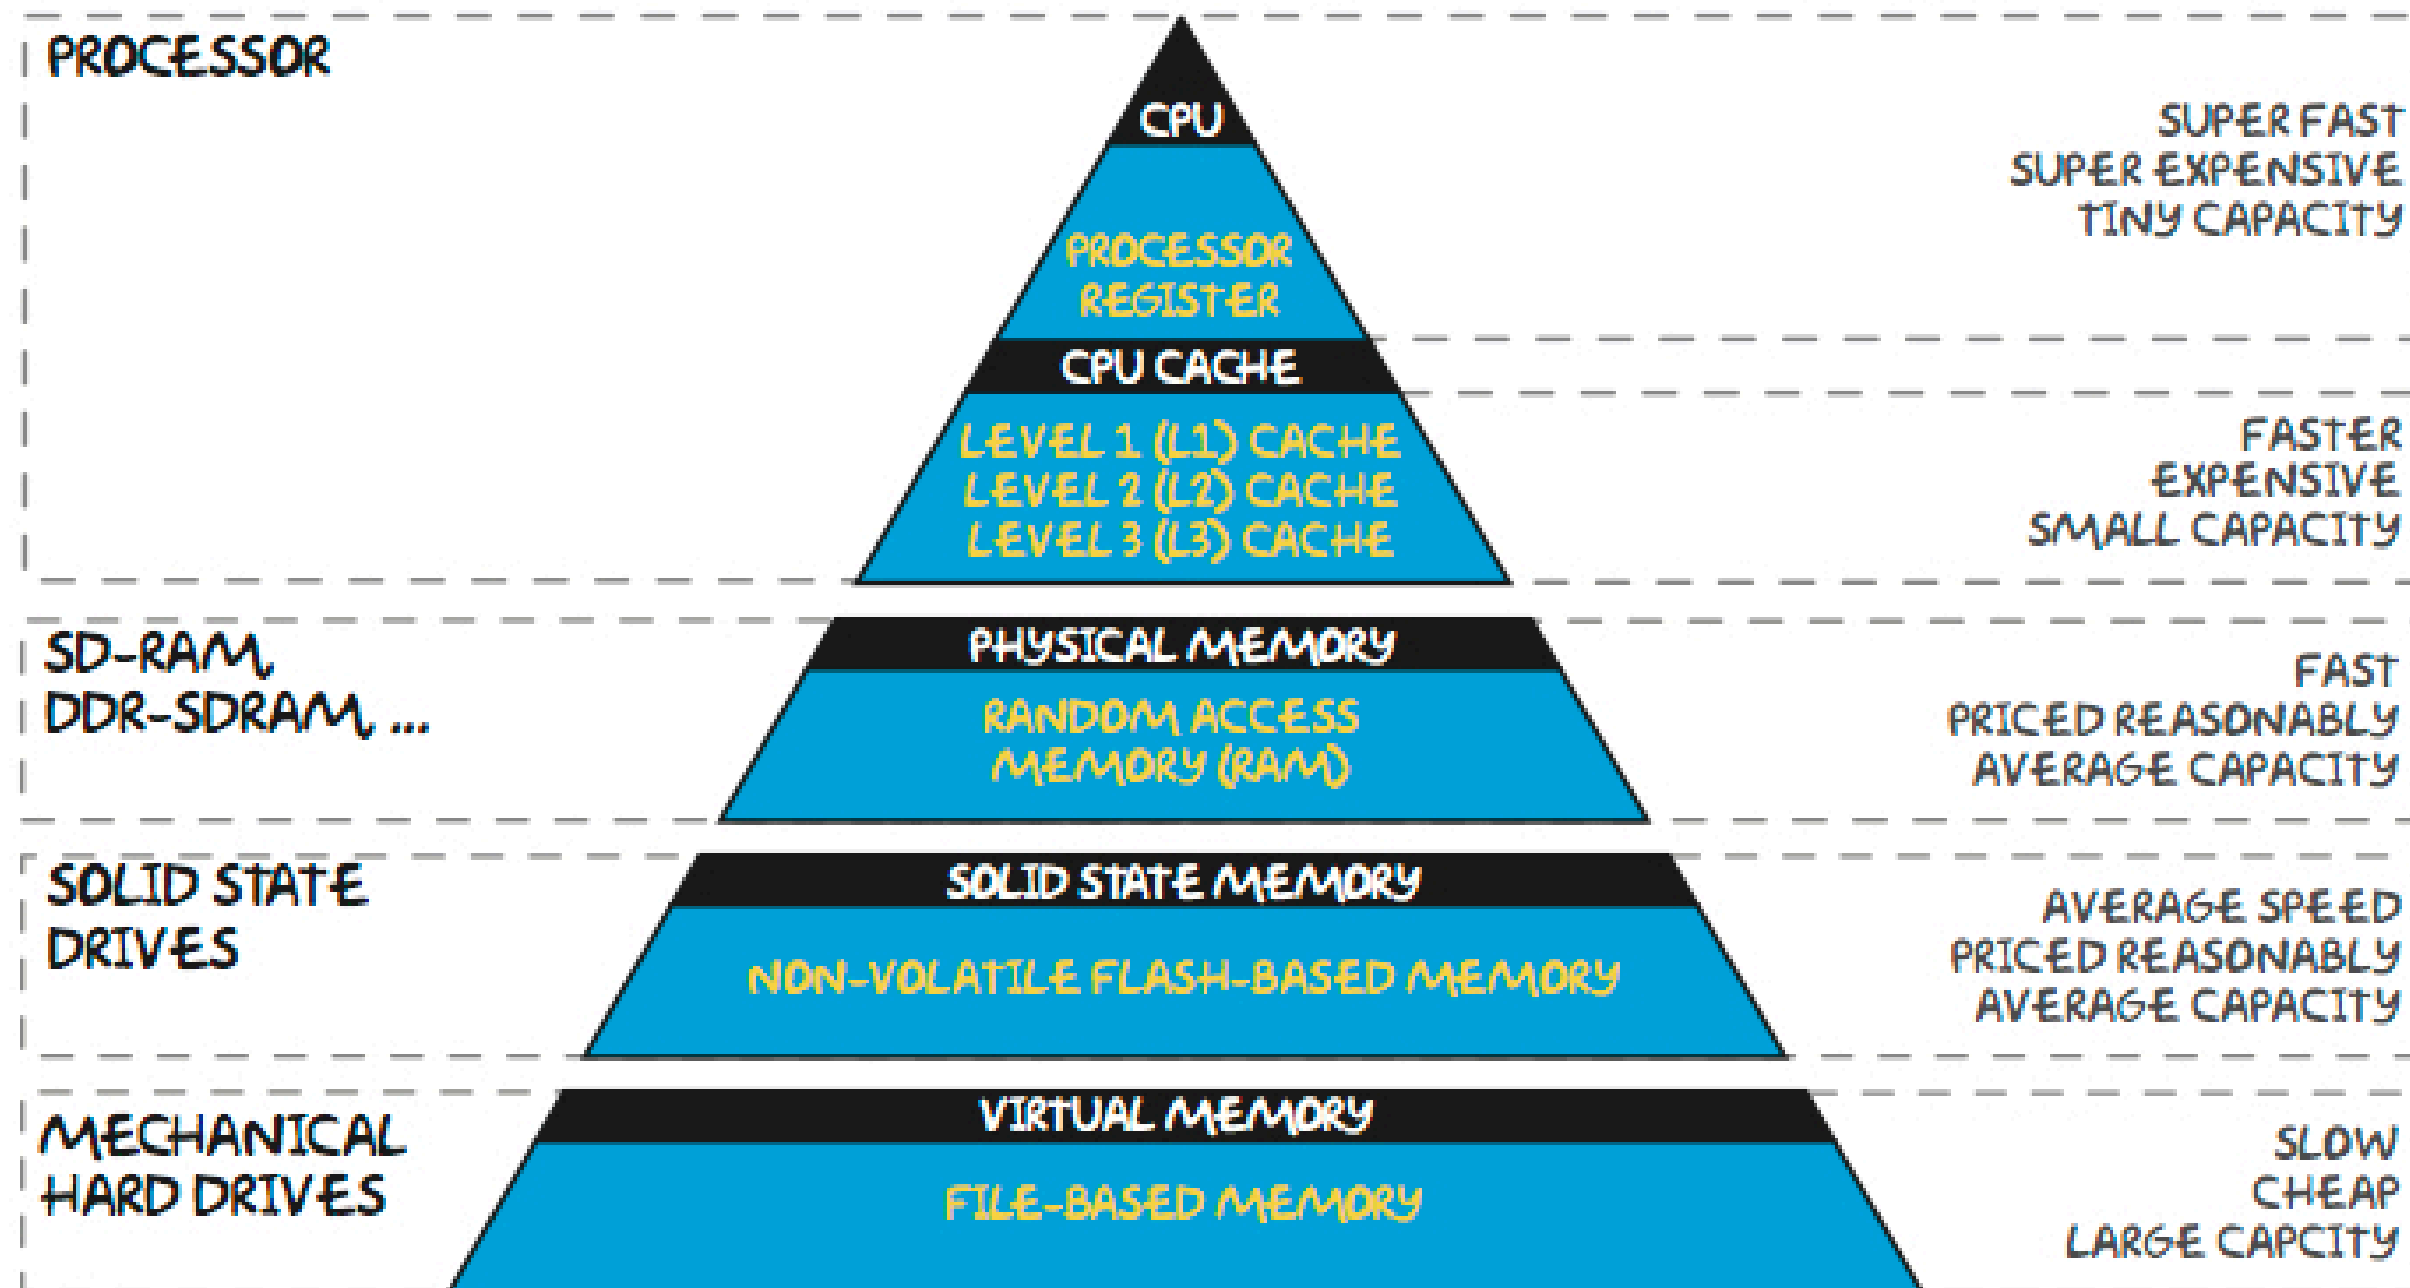 PROCESSOR
CPU
SUPER FAST
SUPER EXPENSIVE
TINY CAPACITY
PROCESSOR
REGISTER
CPU CACHE
LEVEL 1 (L1) CACHE
LEVEL 2 (L2) CACHE
LEVEL 3 (L3) CACHE
FASTER
EXPENSIVE
SMALL CAPACITY
SD-RAM,
DDR-SDRAM, ...
PHYSICAL MEMORY
RANDOM ACCESS
MEMORY (RAM)
FAST
PRICED REASONABLY
AVERAGE CAPACITY
SOLID STATE
DRIVES
SOLID STATE MEMORY
NON-VOLATILE FLASH-BASED MEMORY
AVERAGE SPEED
PRICED REASONABLY
AVERAGE CAPACITY
MECHANICAL
HARD DRIVES
VIRTUAL MEMORY
FILE-BASED MEMORY
SLOW
CHEAP
LARGE CAPCITY